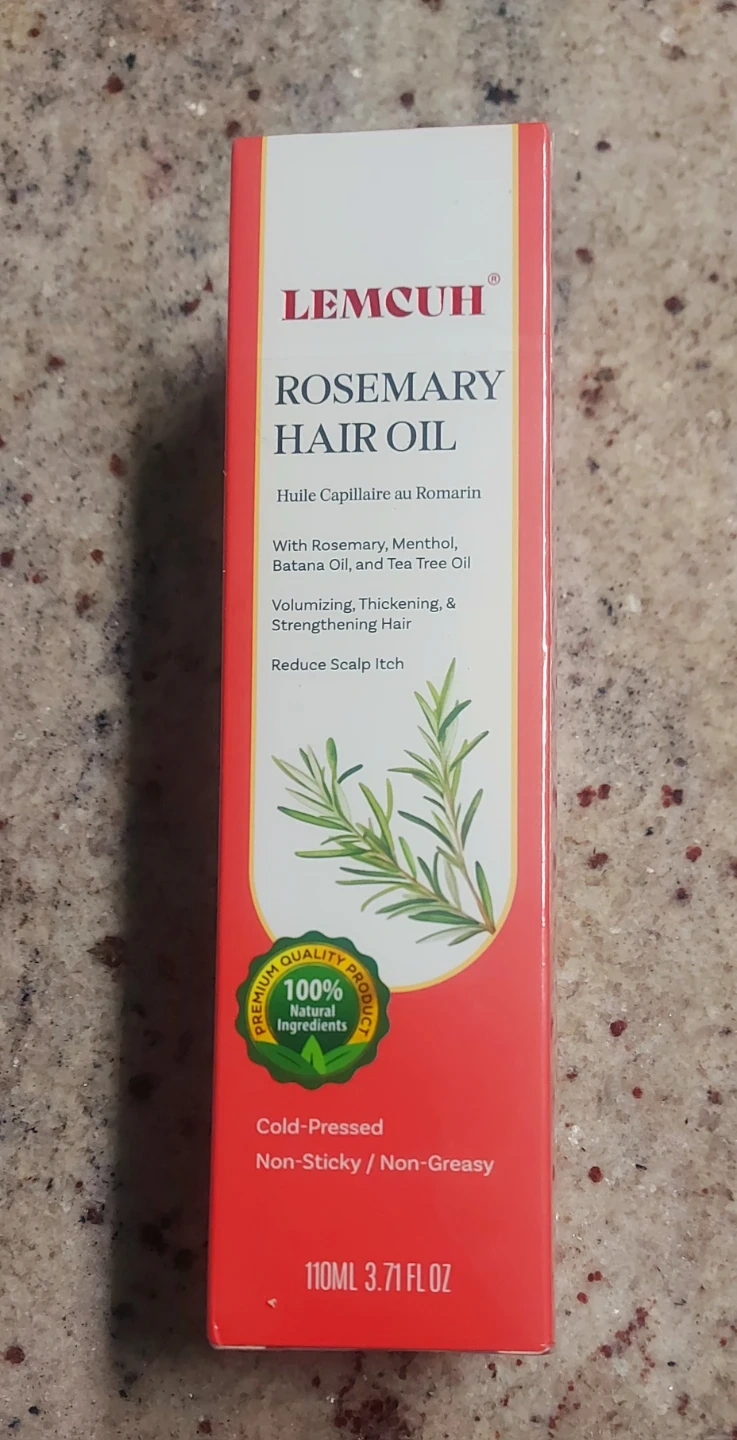 LEMCUH®
ROSEMARY
HAIR OIL
Huile Capillaire au Romarin
With Rosemary, Menthol,
Batana Oil, and Tea Tree Oil
Volumizing, Thickening, &
Strengthening Hair
Reduce Scalp Itch
PREMIUM QUALITY PRODUCT
100%
Natural
Ingredients
Cold-Pressed
Non-Sticky / Non-Greasy
110ML 3.71 FL OZ